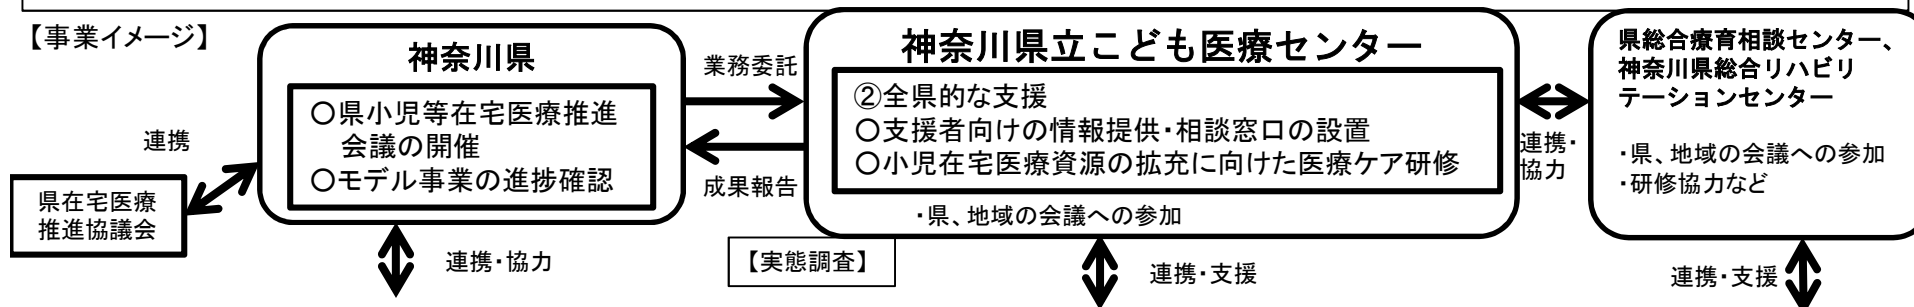 【事業イメージ】
神奈川県
〇県小児等在宅医療推進
会議の開催
〇モデル事業の進捗確認
連携
県在宅医療
推進協議会
連携・協力
業務委託
成果報告
神奈川県立こども医療センター
②全県的な支援
〇支援者向けの情報提供・相談窓口の設置
〇小児在宅医療資源の拡充に向けた医療ケア研修
・県、地域の会議への参加
【実態調査】
連携・支援
連携・
協力
県総合療育相談センター、
神奈川県総合リハビリ
テーションセンター
・県、地域の会議への参加
・研修協力など
連携・支援